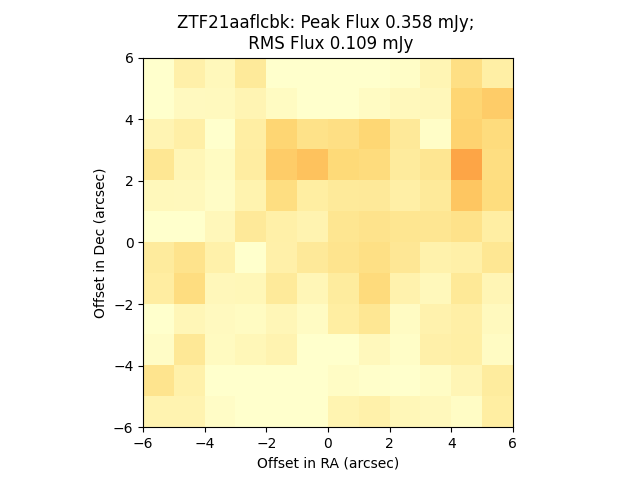 ZTF21aaflcbk: Peak Flux 0.358 mJy;
RMS Flux 0.109 mJy
6
4
2
0
−2
−4
−6
Offset in Dec (arcsec)
−6 −4 −2 0 2 4 6
Offset in RA (arcsec)